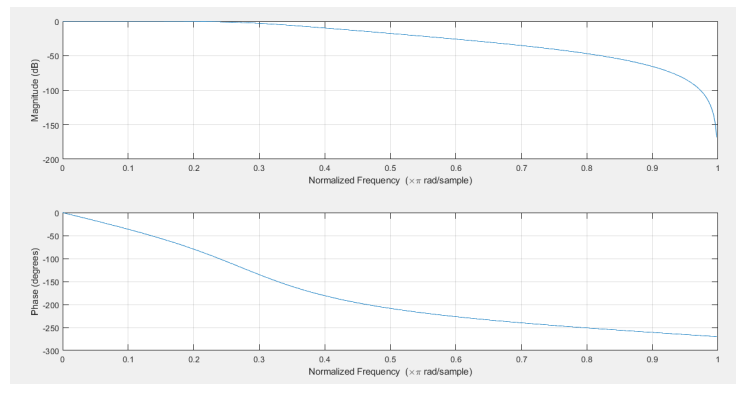 Magnitude (dB)
0
-50
-100
-150
-200
0 0.1 0.2 0.3 0.4 0.5 0.6 0.7 0.8 0.9 1
Normalized Frequency (×π rad/sample)
Phase (degrees)
0
-50
-100
-150
-200
-250
-300
0 0.1 0.2 0.3 0.4 0.5 0.6 0.7 0.8 0.9 1
Normalized Frequency (×π rad/sample)